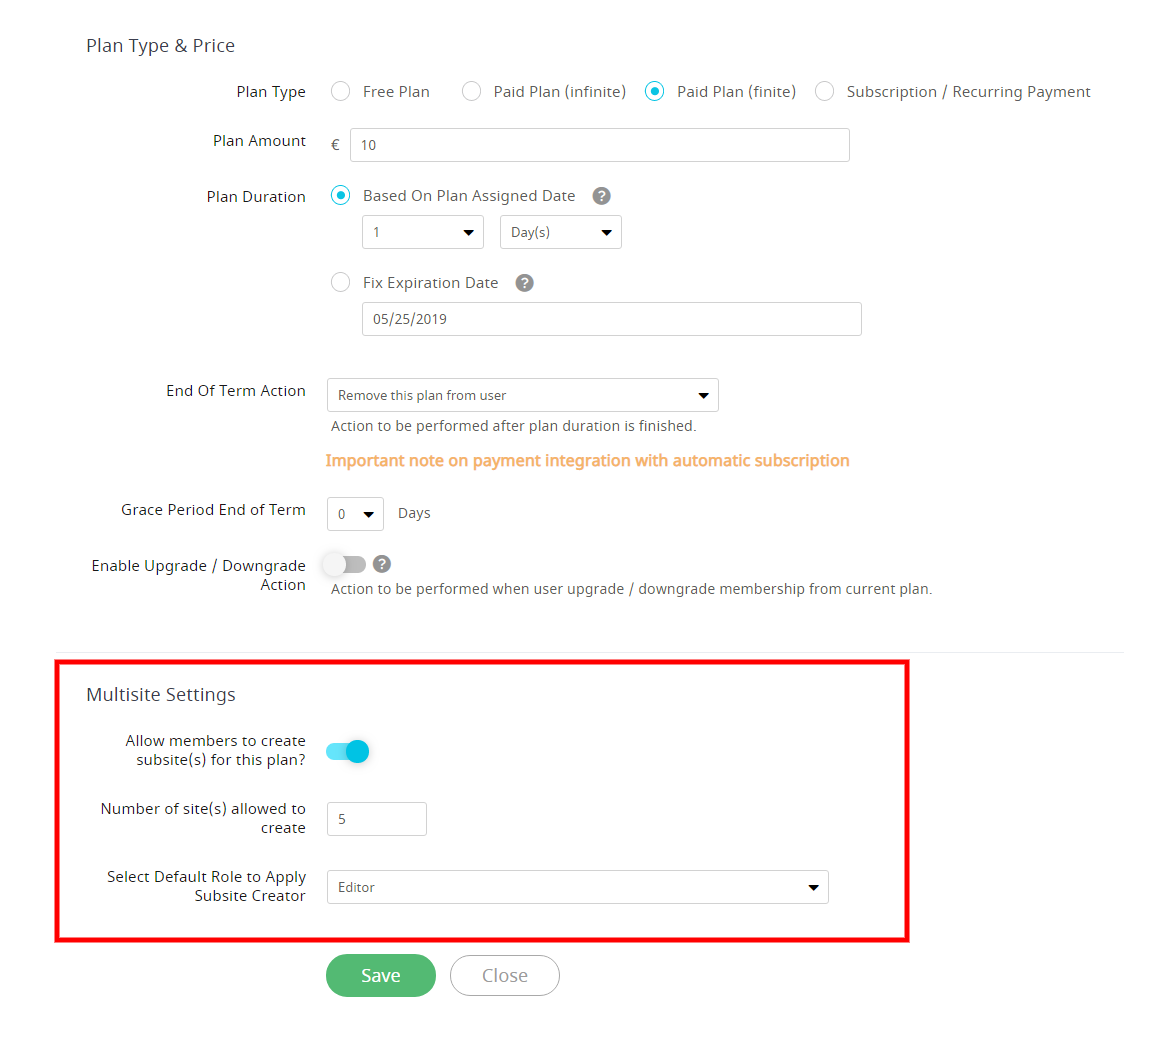 Plan Type & Price
Plan Type Free Plan Paid Plan (infinite) Paid Plan (finite) Subscription / Recurring Payment
Plan Amount € 10
Plan Duration Based On Plan Assigned Date ?
1 Day(s)
Fix Expiration Date ?
05/25/2019
End Of Term Action Remove this plan from user
Action to be performed after plan duration is finished.
Important note on payment integration with automatic subscription
Grace Period End of Term 0 Days
Enable Upgrade / Downgrade ?
Action
Action to be performed when user upgrade / downgrade membership from current plan.
Multisite Settings
Allow members to create
subsite(s) for this plan?
Number of site(s) allowed to
create
5
Select Default Role to Apply
Subsite Creator
Editor
Save Close